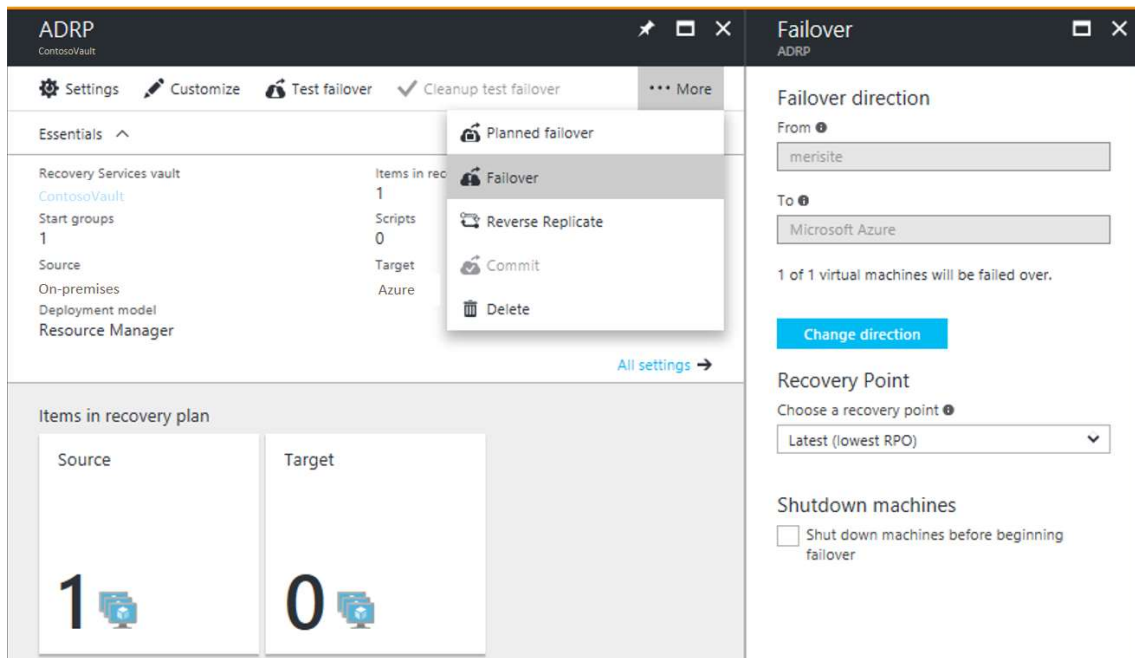 ADRP
ContosoVault
Settings Customize Test failover Cleanup test failover ••• More
Essentials
Planned failover
Failover
Reverse Replicate
Commit
Delete
Recovery Services vault
ContosoVault
Start groups
1
Source
On-premises
Deployment model
Resource Manager
Items in rec
1
Scripts
0
Target
Azure
All settings →
Items in recovery plan
Source
1
Target
0
Failover
ADRP
Failover direction
From
merisite
To
Microsoft Azure
1 of 1 virtual machines will be failed over.
Change direction
Recovery Point
Choose a recovery point
Latest (lowest RPO)
Shutdown machines
Shut down machines before beginning
failover